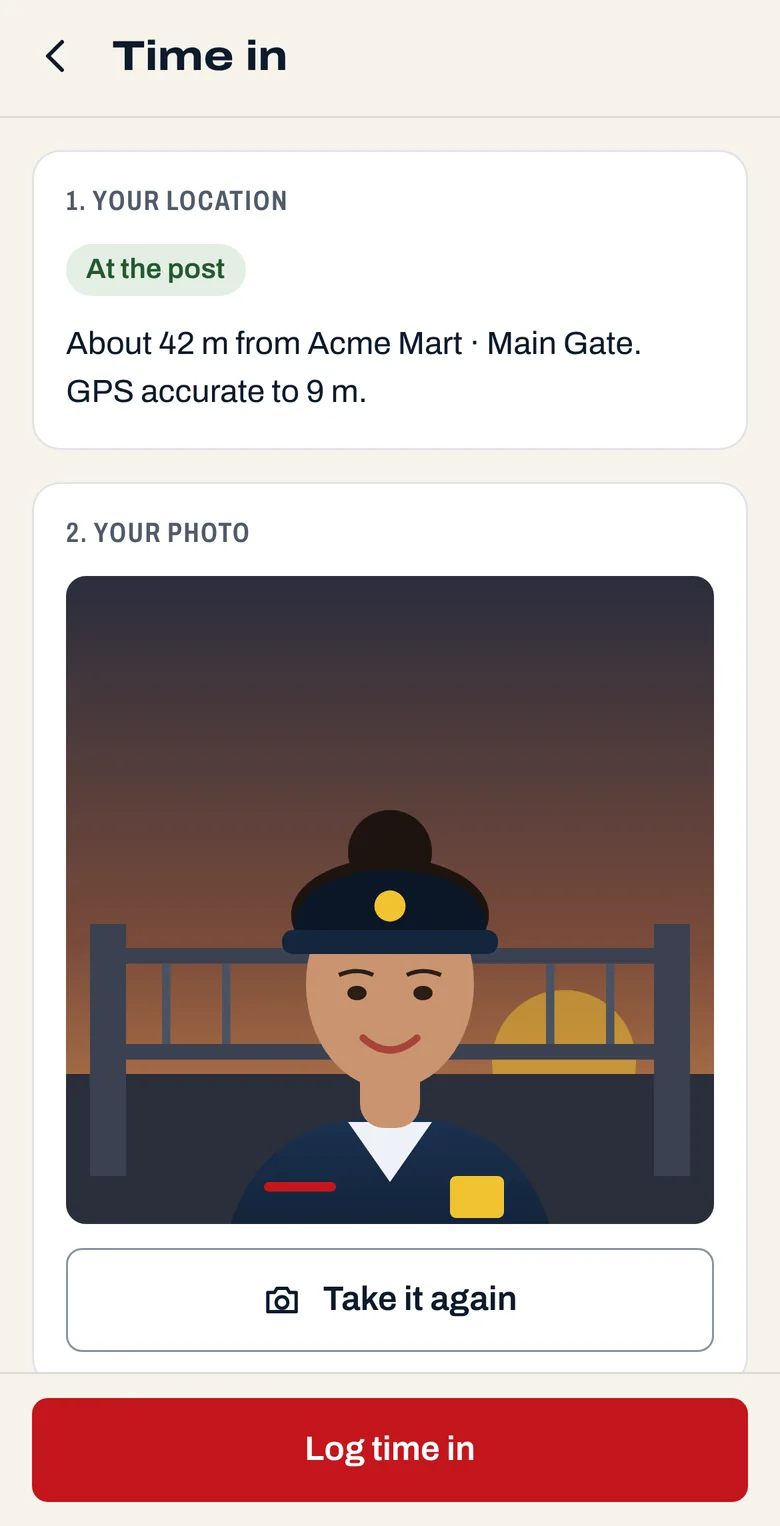 Time in
1. YOUR LOCATION
At the post
About 42 m from Acme Mart · Main Gate.
GPS accurate to 9 m.
2. YOUR PHOTO
Take it again
Log time in